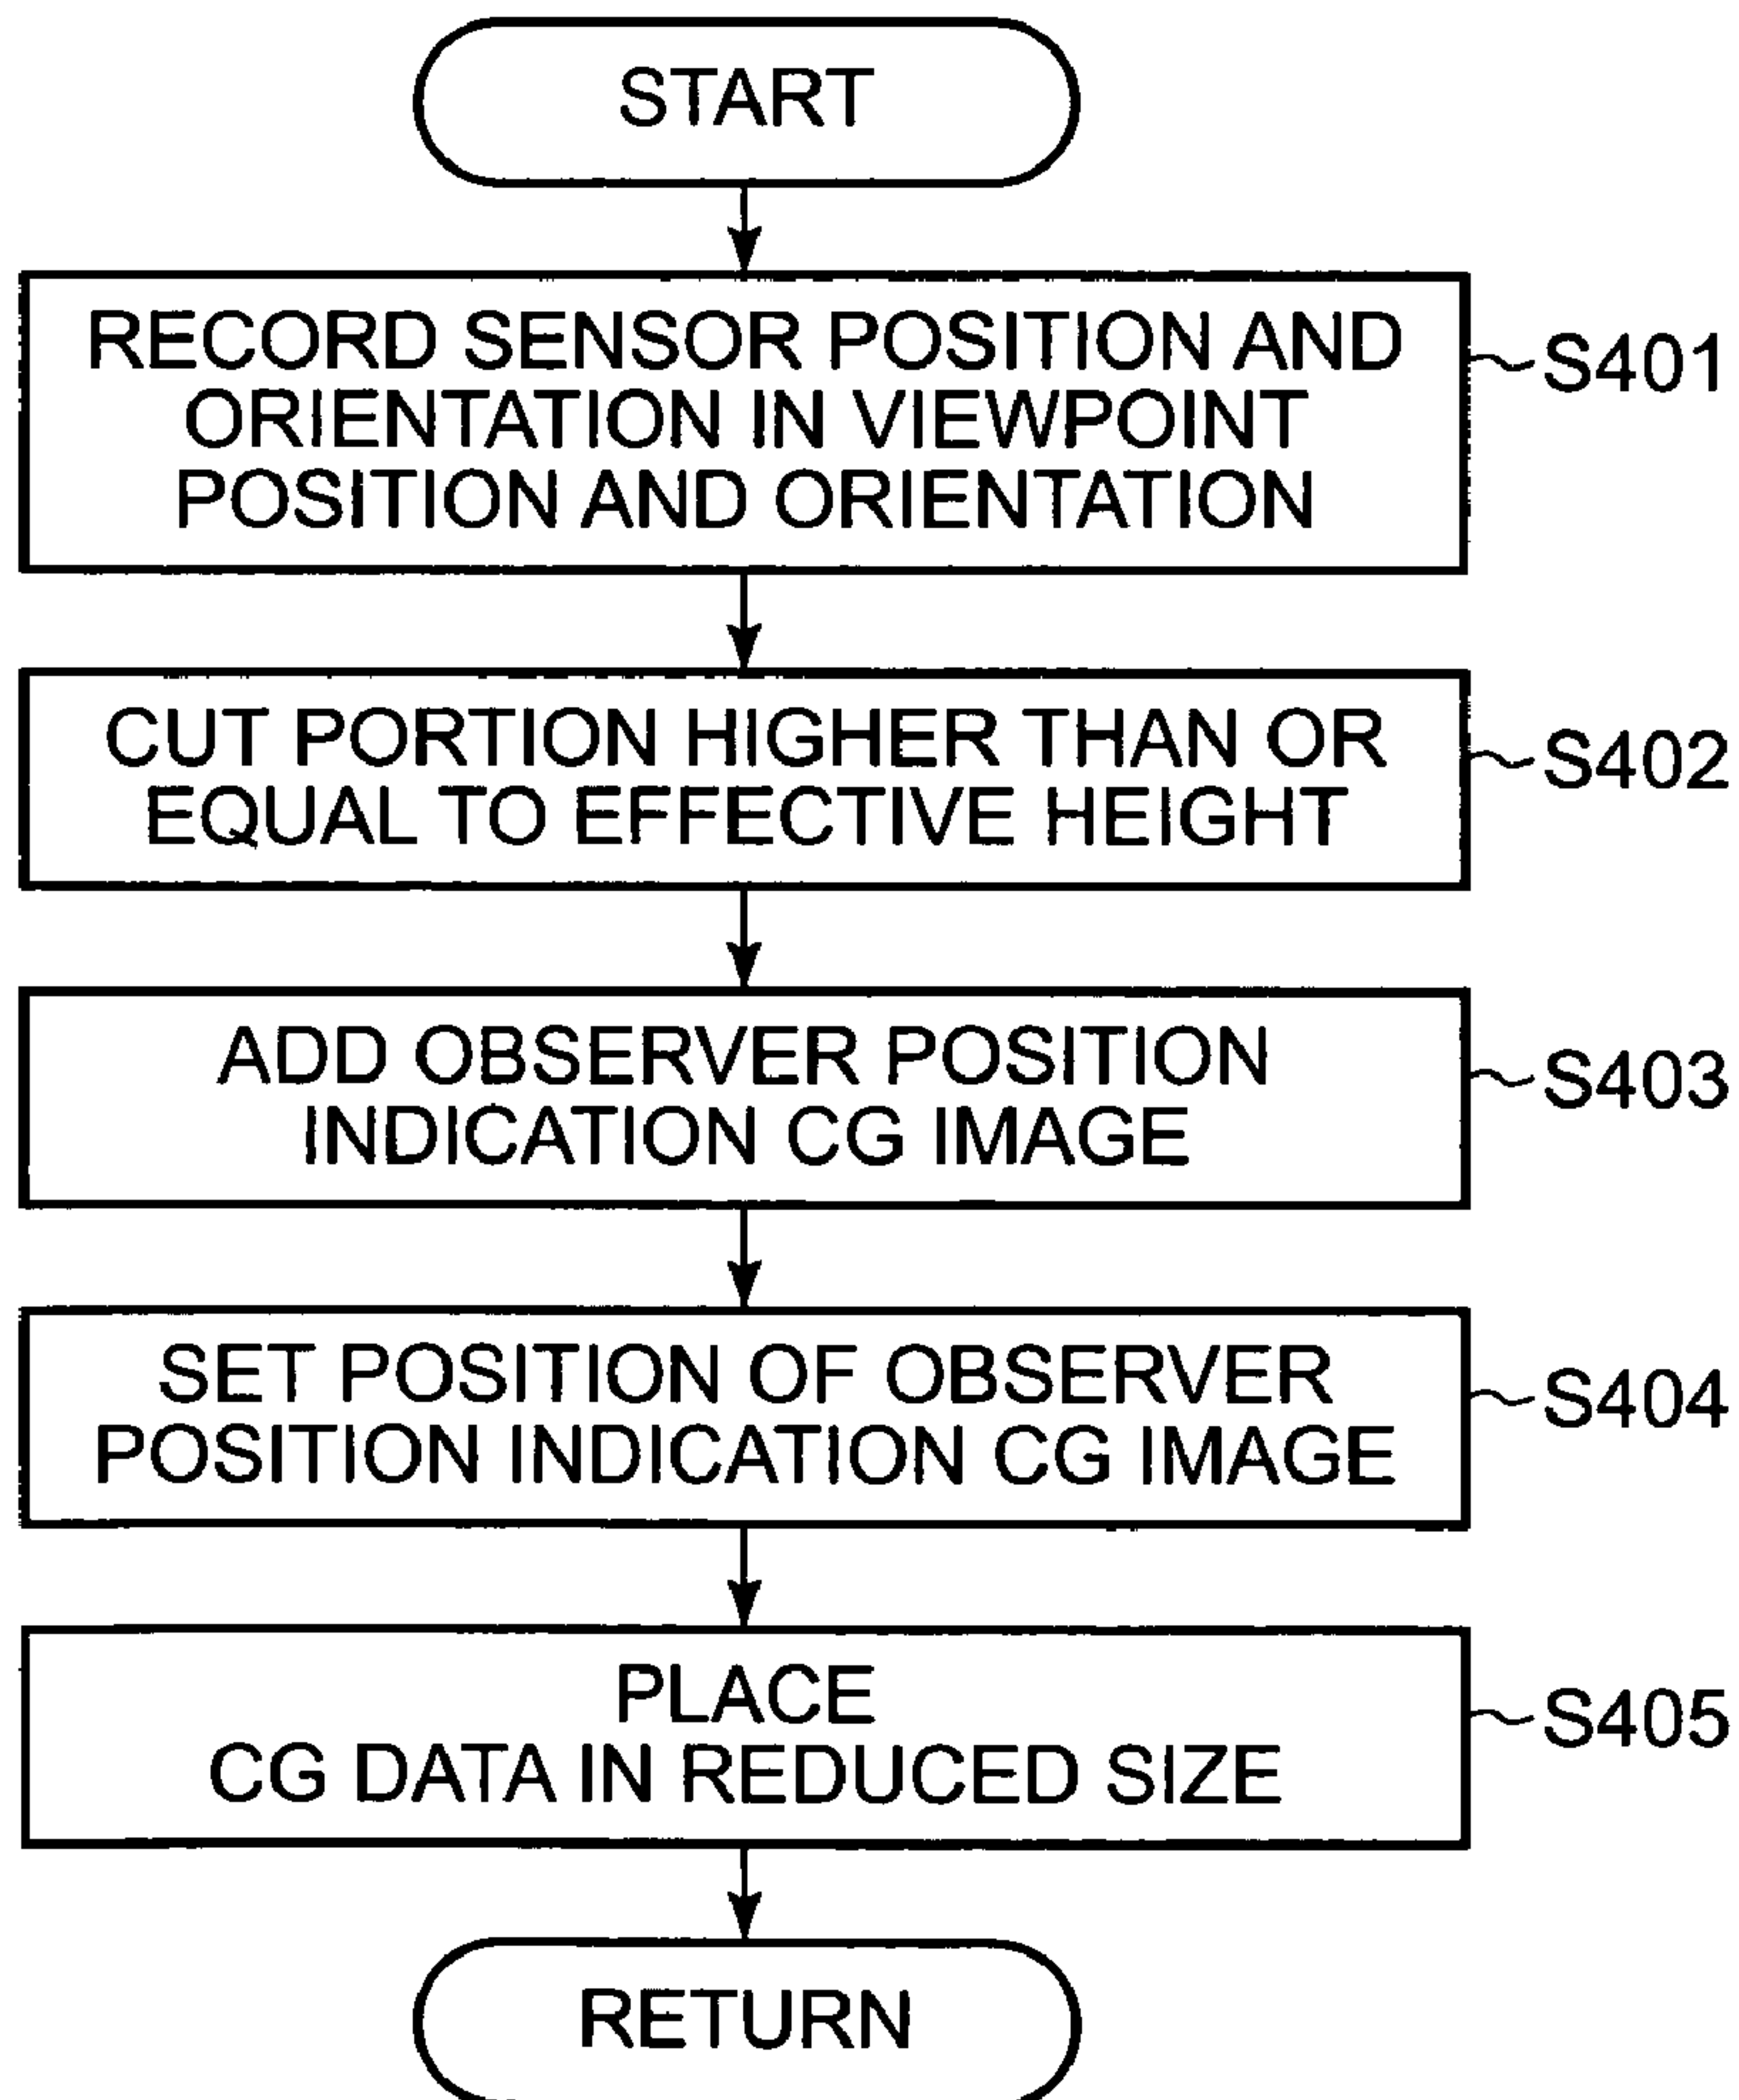 START
RECORD SENSOR POSITION AND
ORIENTATION IN VIEWPOINT
POSITION AND ORIENTATION
S401
CUT PORTION HIGHER THAN OR
EQUAL TO EFFECTIVE HEIGHT
S402
ADD OBSERVER POSITION
INDICATION CG IMAGE
S403
SET POSITION OF OBSERVER
POSITION INDICATION CG IMAGE
S404
PLACE
CG DATA IN REDUCED SIZE
S405
RETURN